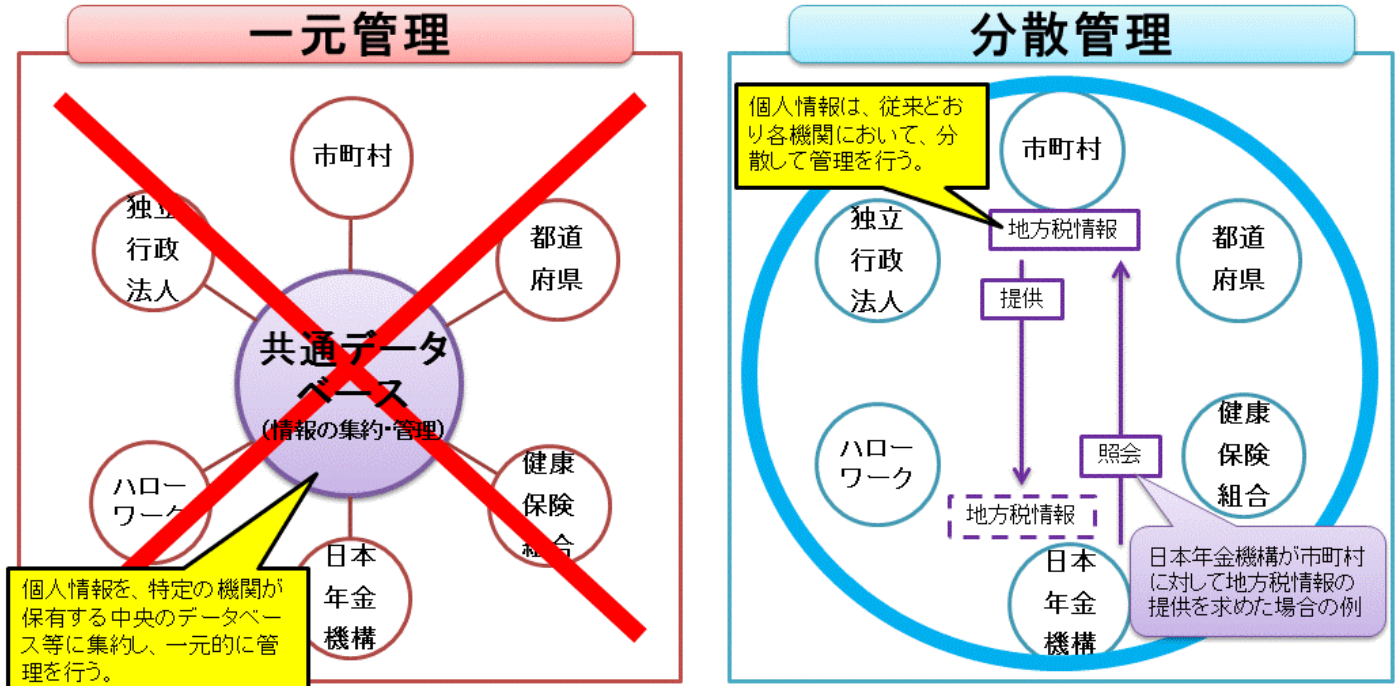 一元管理
市町村
独立
行政
法人
都道
府県
共通データ
ベース
(情報の集約・管理)
ハロー
ワーク
健康
保険
組合
日本
年金
機構
個人情報を、特定の機関が
保有する中央のデータベー
ス等に集約し、一元的に管
理を行う。
分散管理
個人情報は、従来どお
り各機関において、分
散して管理を行う。
市町村
地方税情報
独立
行政
法人
都道
府県
提供
照会
ハロー
ワーク
健康
保険
組合
地方税情報
日本
年金
機構
日本年金機構が市町村
に対して地方税情報の
提供を求めた場合の例